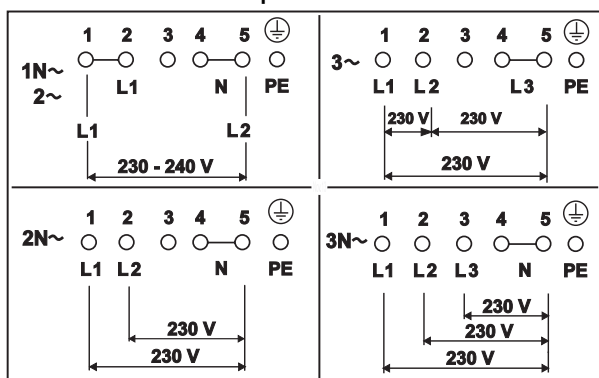 1 2 3 4 5
1N~
2~
L1 N PE
L1 L2
230 - 240 V
1 2 3 4 5
3~
L1 L2 L3 PE
230 V 230 V
230 V
1 2 3 4 5
2N~
L1 L2 N PE
230 V
230 V
1 2 3 4 5
3N~
L1 L2 L3 N PE
230 V
230 V
230 V